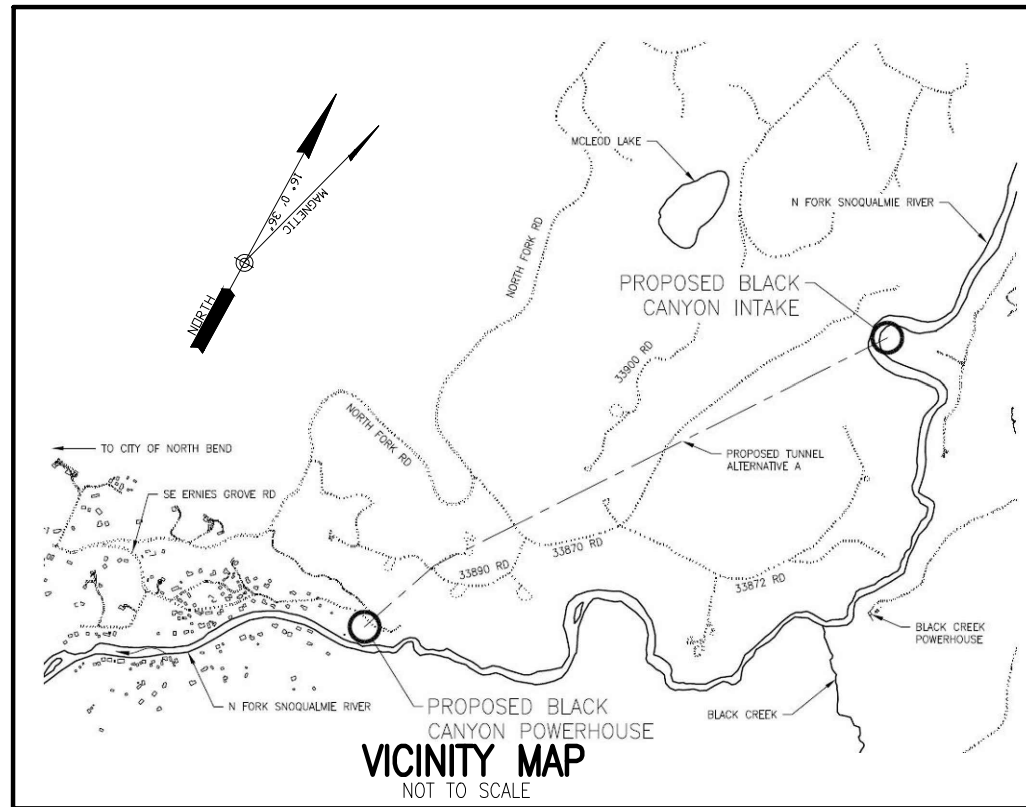 MCLEOD LAKE
N FORK SNOQUALMIE RIVER
16° 0' 36"
MAGNETIC
NORTH
NORTH FORK RD
PROPOSED BLACK
CANYON INTAKE
33900 RD
NORTH FORK RD
TO CITY OF NORTH BEND
PROPOSED TUNNEL
ALTERNATIVE A
SE ERNIES GROVE RD
33870 RD
33890 RD
33872 RD
BLACK CREEK
POWERHOUSE
N FORK SNOQUALMIE RIVER
PROPOSED BLACK
CANYON POWERHOUSE
BLACK CREEK
VICINITY MAP
NOT TO SCALE